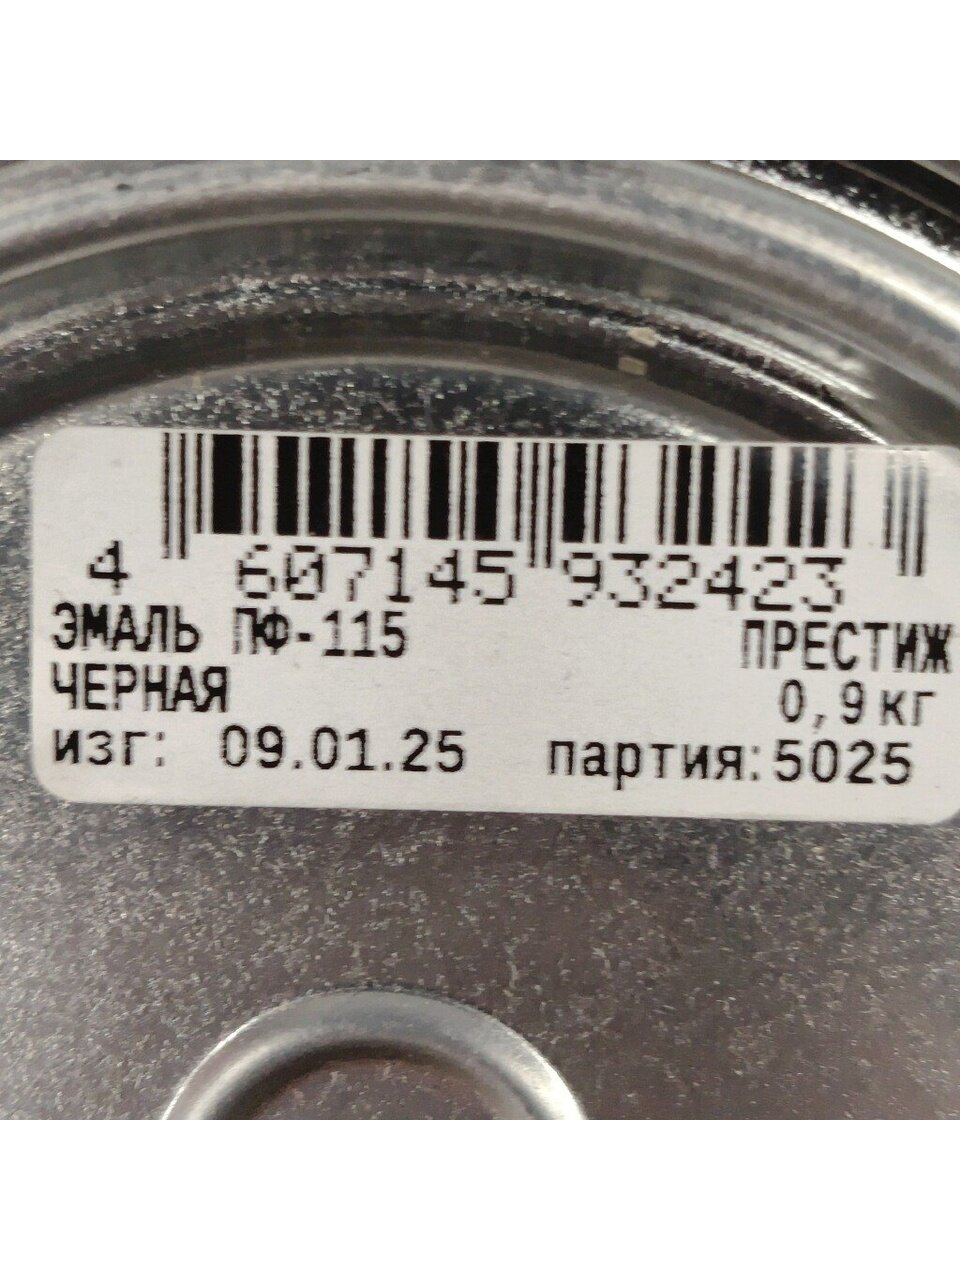 4 607145 932423
ЭМАЛЬ ПФ-115 ПРЕСТИЖ
ЧЕРНАЯ 0,9 кг
изг: 09.01.25 партия:5025